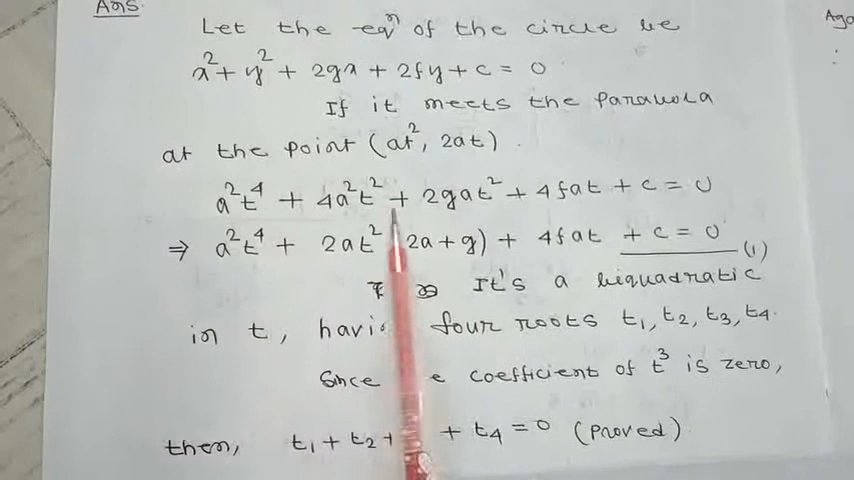 Ans.
Let the eqⁿ of the circle be
x² + y² + 2gx + 2fy + c = 0
If it meets the parabola
at the point (at², 2at).
a²t⁴ + 4a²t² + 2gat² + 4fat + c = 0
⇒ a²t⁴ + 2at² 2a + g) + 4fat + c = 0 (1)
It's a biquadratic
in t, havi four roots t₁, t₂, t₃, t₄.
Since e coefficient of t³ is zero,
then, t₁ + t₂ + + t₄ = 0 (Proved)
Aga
: